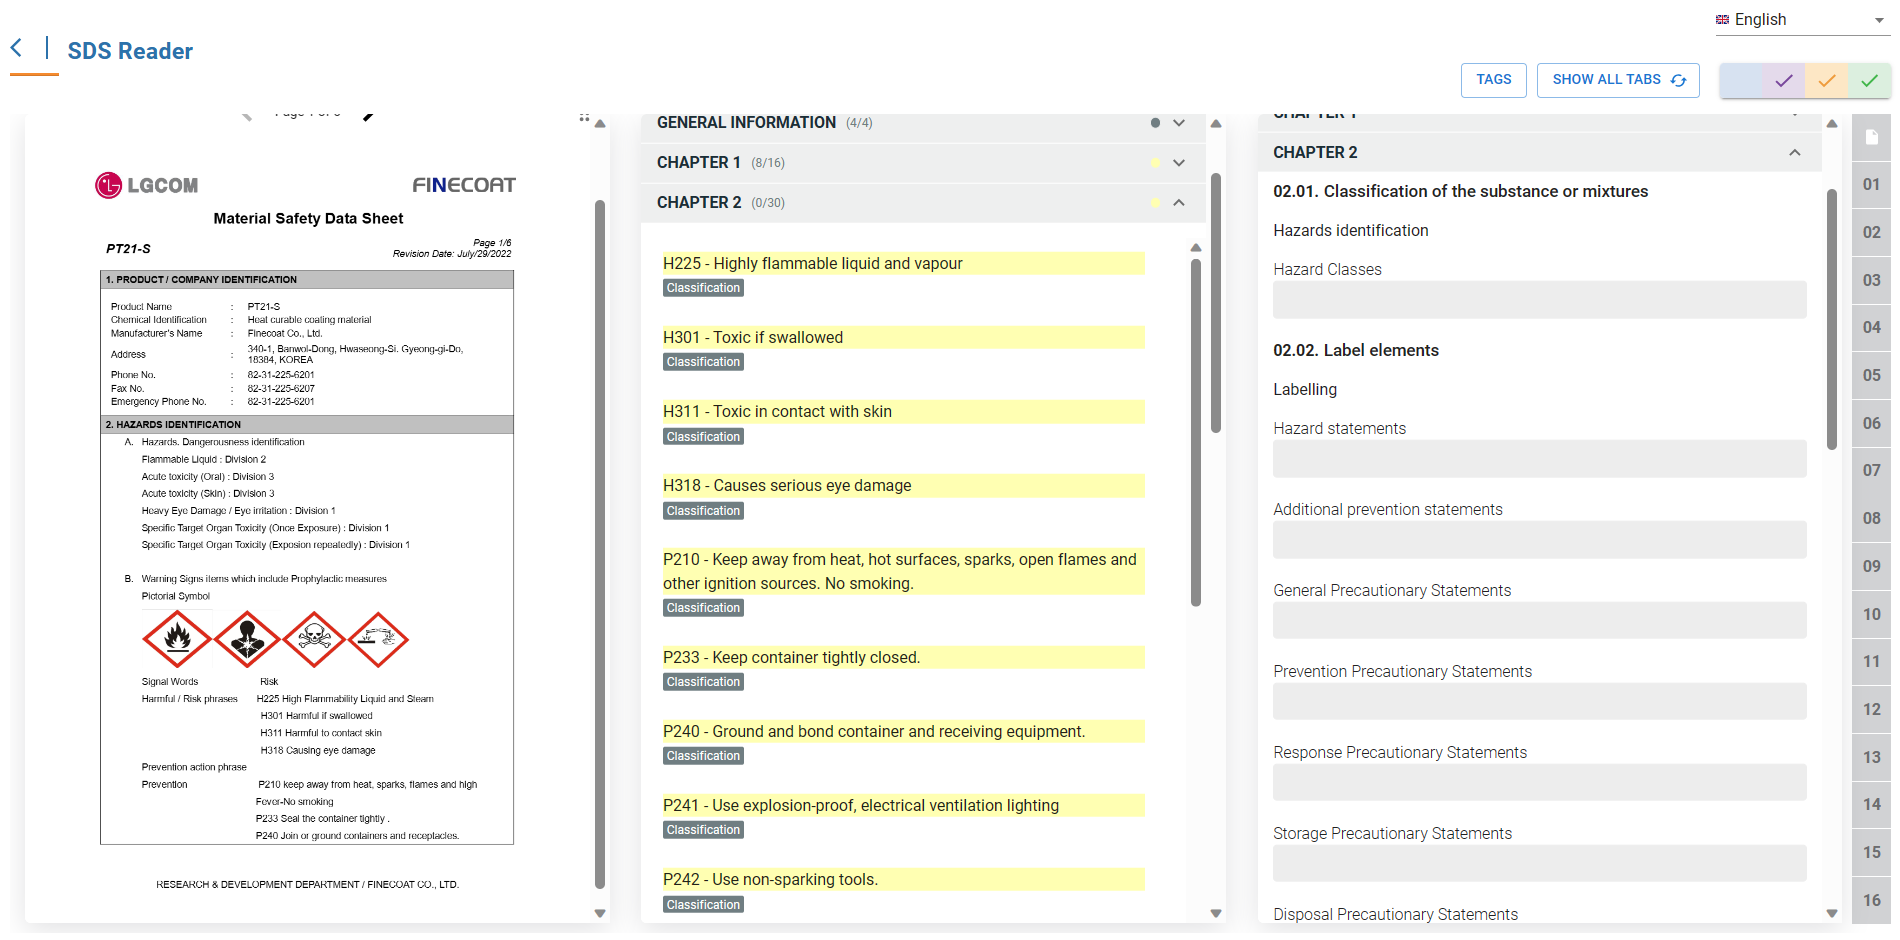 English
SDS Reader
TAGS
SHOW ALL TABS
LGCOM
FINECOAT
Material Safety Data Sheet
PT21-S
Page 1/6
Revision Date: July/29/2022
1. PRODUCT / COMPANY IDENTIFICATION
Product Name : PT21-S
Chemical Identification : Heat curable coating material
Manufacturer's Name : Finecoat Co., Ltd.
Address : 340-1, Banwol-Dong, Hwaseong-Si. Gyeong-gi-Do,
18384, KOREA
Phone No. : 82-31-225-6201
Fax No. : 82-31-225-6207
Emergency Phone No. : 82-31-225-6201
2. HAZARDS IDENTIFICATION
A. Hazards. Dangerousness identification
Flammable Liquid : Division 2
Acute toxicity (Oral) : Division 3
Acute toxicity (Skin) : Division 3
Heavy Eye Damage / Eye irritation : Division 1
Specific Target Organ Toxicity (Once Exposure) : Division 1
Specific Target Organ Toxicity (Exposion repeatedly) : Division 1
B. Warning Signs items which include Prophylactic measures
Pictorial Symbol
Signal Words Risk
Harmful / Risk phrases H225 High Flammability Liquid and Steam
H301 Harmful if swallowed
H311 Harmful to contact skin
H318 Causing eye damage
Prevention action phrase
Prevention P210 keep away from heat, sparks, flames and high
Fever-No smoking
P233 Seal the container tightly .
P240 Join or ground containers and receptacles.
RESEARCH & DEVELOPMENT DEPARTMENT / FINECOAT CO., LTD.
GENERAL INFORMATION (4/4)
CHAPTER 1 (8/16)
CHAPTER 2 (0/30)
H225 - Highly flammable liquid and vapour
Classification
H301 - Toxic if swallowed
Classification
H311 - Toxic in contact with skin
Classification
H318 - Causes serious eye damage
Classification
P210 - Keep away from heat, hot surfaces, sparks, open flames and
other ignition sources. No smoking.
Classification
P233 - Keep container tightly closed.
Classification
P240 - Ground and bond container and receiving equipment.
Classification
P241 - Use explosion-proof, electrical ventilation lighting
Classification
P242 - Use non-sparking tools.
Classification
CHAPTER 1
CHAPTER 2
02.01. Classification of the substance or mixtures
Hazards identification
Hazard Classes
02.02. Label elements
Labelling
Hazard statements
Additional prevention statements
General Precautionary Statements
Prevention Precautionary Statements
Response Precautionary Statements
Storage Precautionary Statements
Disposal Precautionary Statements
01
02
03
04
05
06
07
08
09
10
11
12
13
14
15
16